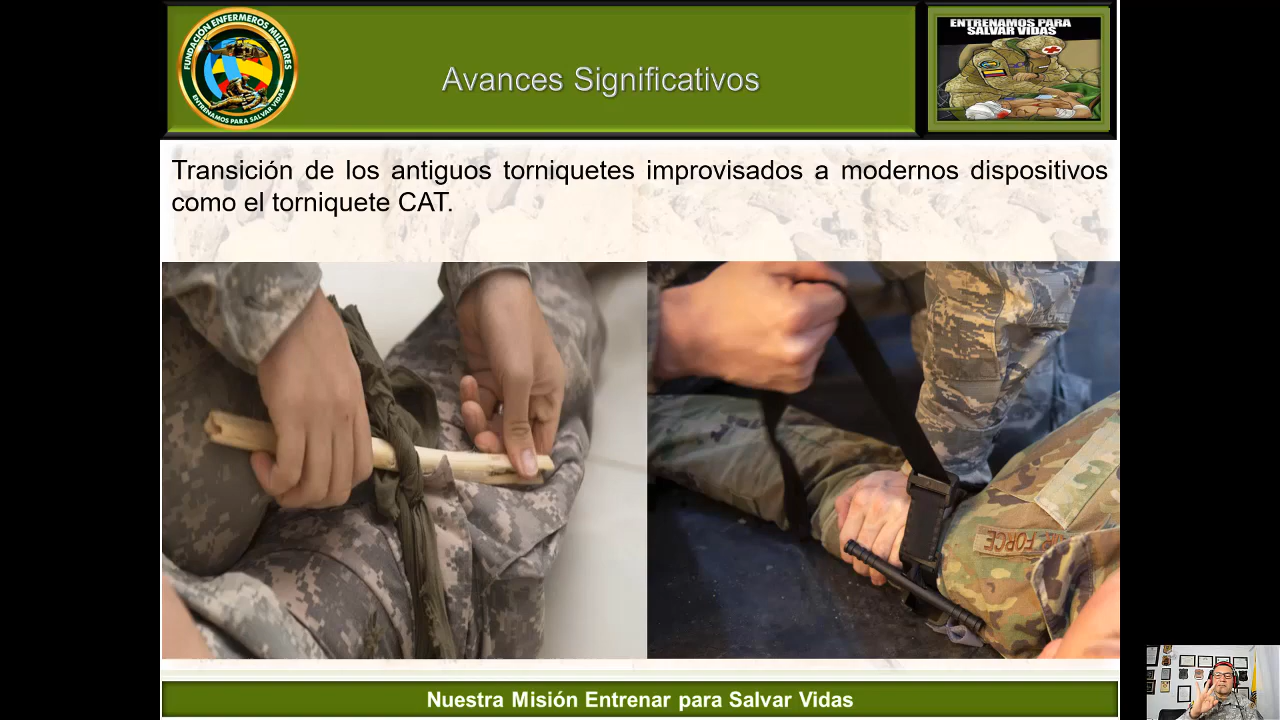 FUNDACIÓN ENFERMEROS MILITARES
ENTRENAMOS PARA SALVAR VIDAS
Avances Significativos
ENTRENAMOS PARA
SALVAR VIDAS
Transición de los antiguos torniquetes improvisados a modernos dispositivos
como el torniquete CAT.
FORCE
Nuestra Misión Entrenar para Salvar Vidas